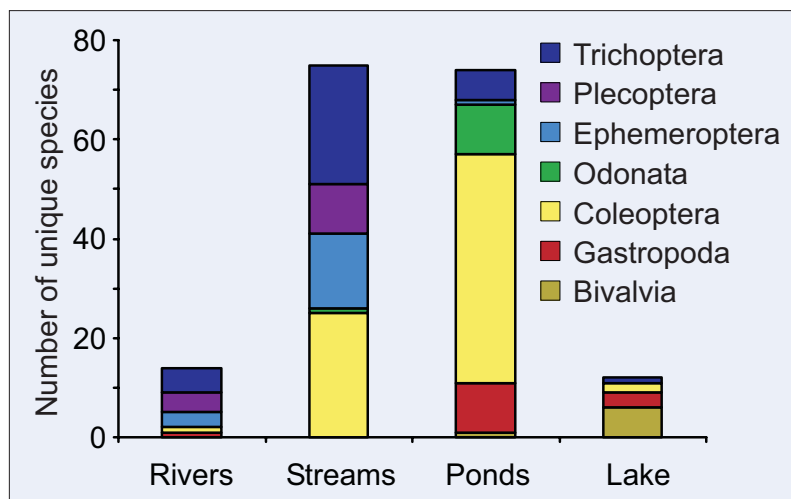 Number of unique species
80
60
40
20
0
Rivers Streams Ponds Lake
Trichoptera
Plecoptera
Ephemeroptera
Odonata
Coleoptera
Gastropoda
Bivalvia